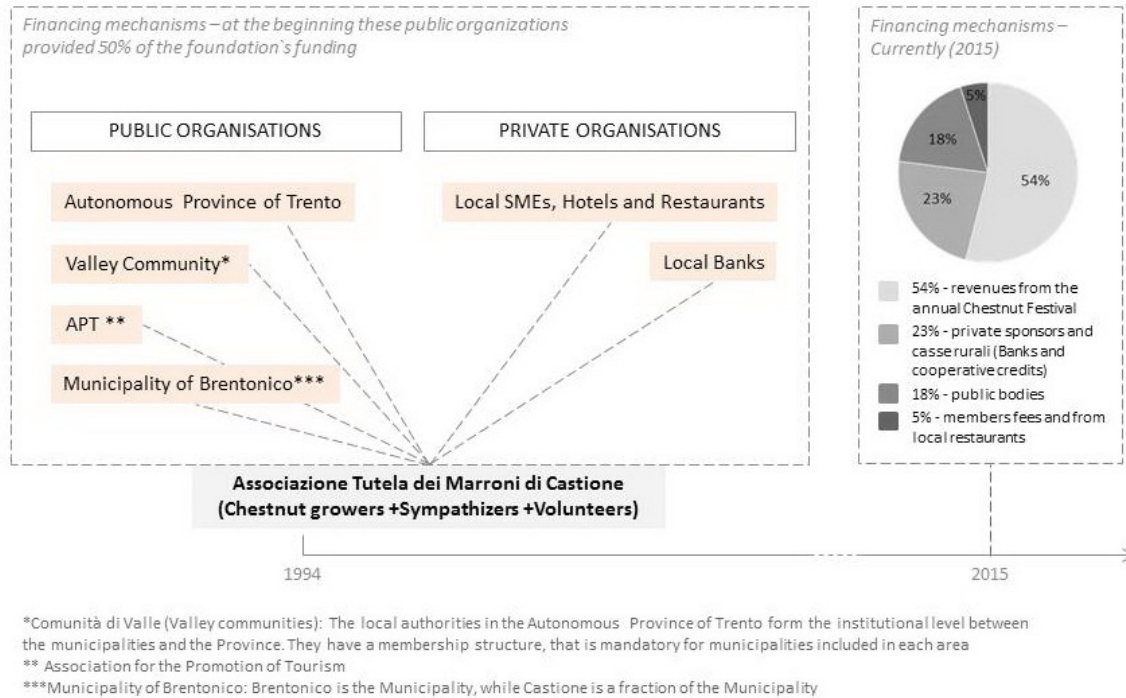 Financing mechanisms – at the beginning these public organizations
provided 50% of the foundation`s funding
PUBLIC ORGANISATIONS
PRIVATE ORGANISATIONS
Autonomous Province of Trento
Valley Community*
APT **
Municipality of Brentonico***
Local SMEs, Hotels and Restaurants
Local Banks
Associazione Tutela dei Marroni di Castione
(Chestnut growers +Sympathizers +Volunteers)
Financing mechanisms –
Currently (2015)
5%
18%
54%
23%
54% - revenues from the
annual Chestnut Festival
23% - private sponsors and
casse rurali (Banks and
cooperative credits)
18% - public bodies
5% - members fees and from
local restaurants
1994
2015
*Comunità di Valle (Valley communities): The local authorities in the Autonomous Province of Trento form the institutional level between
the municipalities and the Province. They have a membership structure, that is mandatory for municipalities included in each area
** Association for the Promotion of Tourism
***Municipality of Brentonico: Brentonico is the Municipality, while Castione is a fraction of the Municipality